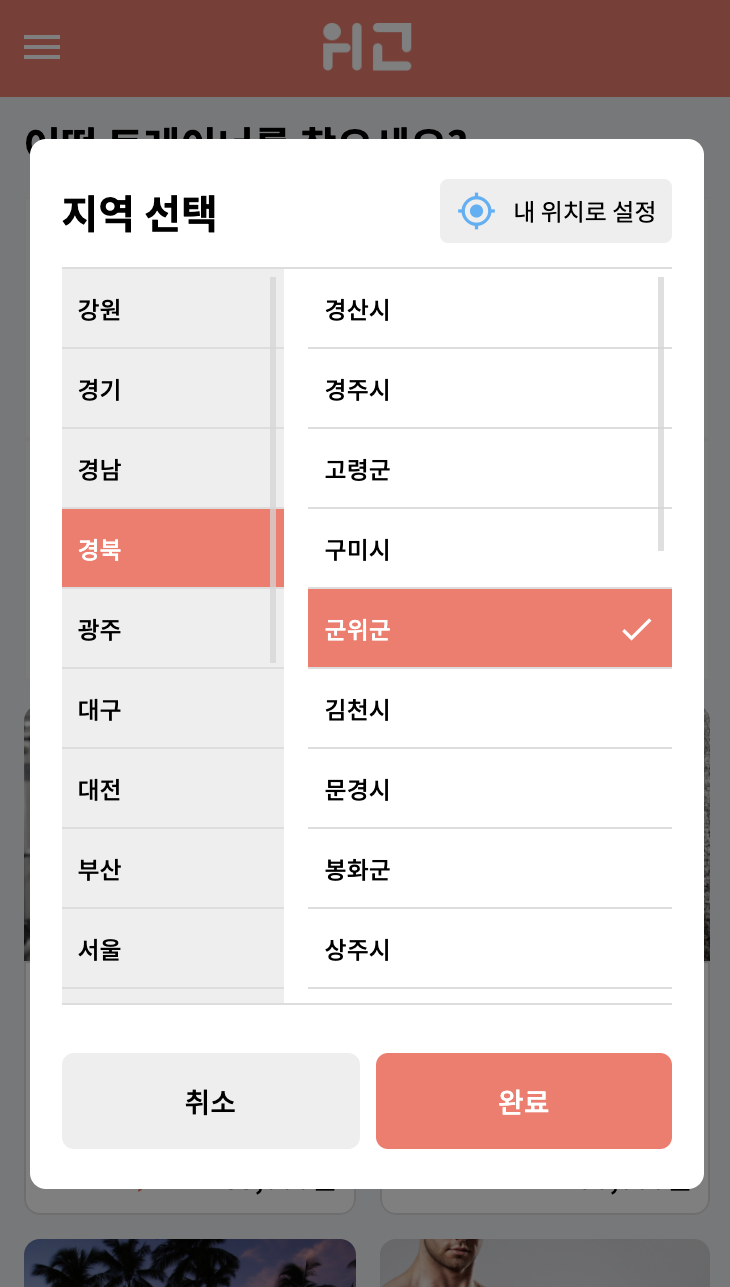 위고
지역 선택
내 위치로 설정
강원
경기
경남
경북
광주
대구
대전
부산
서울
경산시
경주시
고령군
구미시
군위군
김천시
문경시
봉화군
상주시
취소
완료